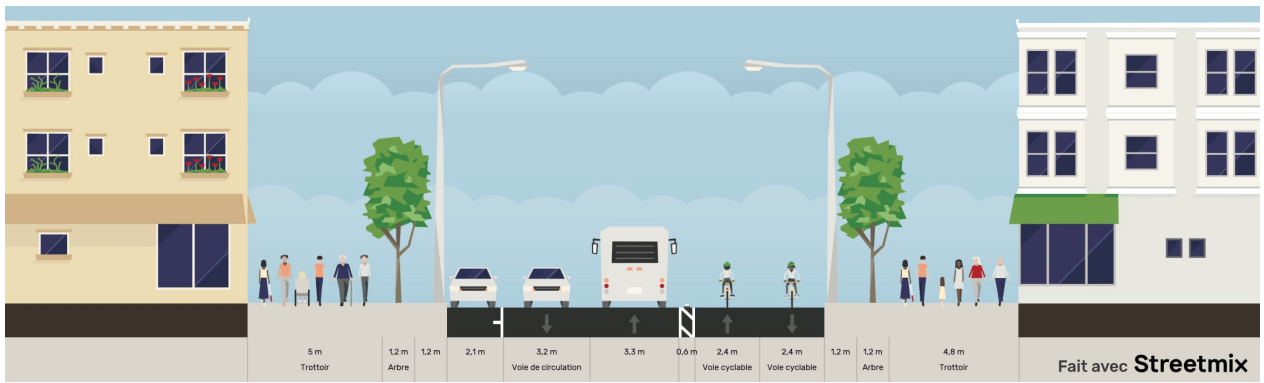 5 m
Trottoir
1,2 m
Arbre
1,2 m
2,1 m
3,2 m
Voie de circulation
3,3 m
0,6 m
2,4 m
Voie cyclable
2,4 m
Voie cyclable
1,2 m
1,2 m
Arbre
4,8 m
Trottoir
Fait avec Streetmix